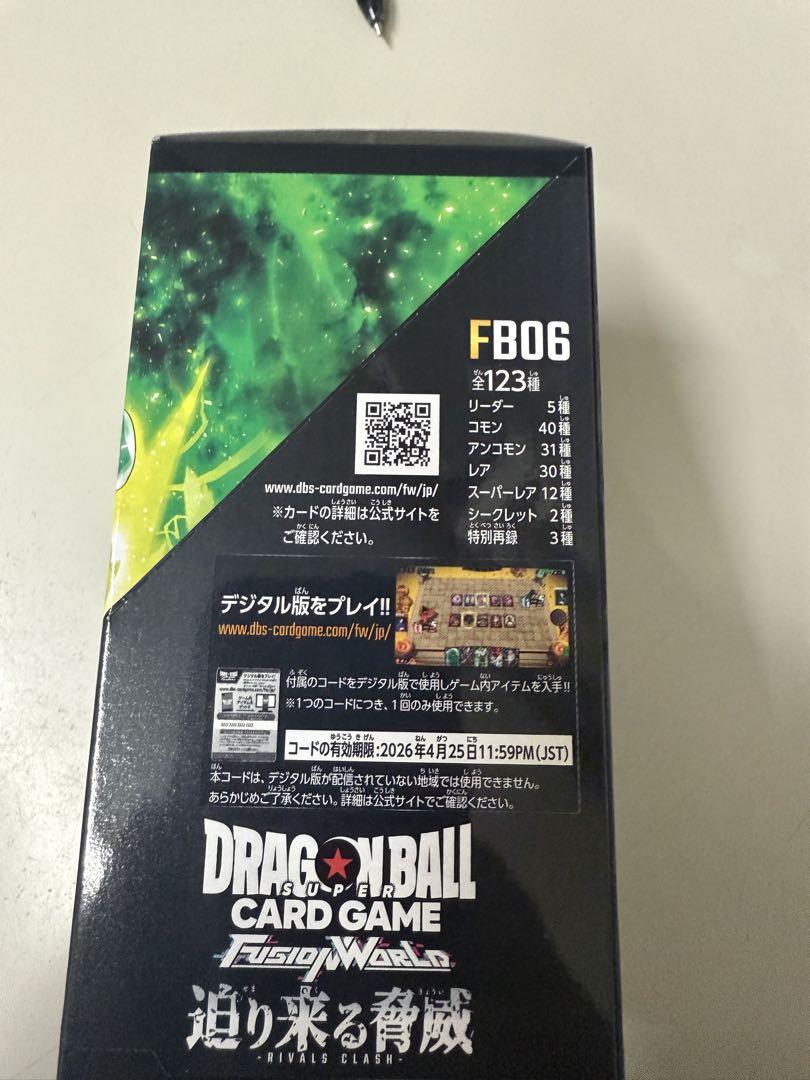 FB06
全123種
リーダー 5種
コモン 40種
アンコモン 31種
レア 30種
スーパーレア 12種
シークレット 2種
特別再録 3種
www.dbs-cardgame.com/fw/jp/
※カードの詳細は公式サイトを
ご確認ください。
デジタル版をプレイ!!
www.dbs-cardgame.com/fw/jp/
付属のコードをデジタル版で使用しゲーム内アイテムを入手!!
※1つのコードにつき、1回のみ使用できます。
コードの有効期限:2026年4月25日11:59PM(JST)
本コードは、デジタル版が配信されていない地域では使用できません。
あらかじめご了承ください。詳細は公式サイトでご確認ください。
DRAGON BALL
SUPER
CARD GAME
FUSION WORLD
迫り来る脅威
-RIVALS CLASH-